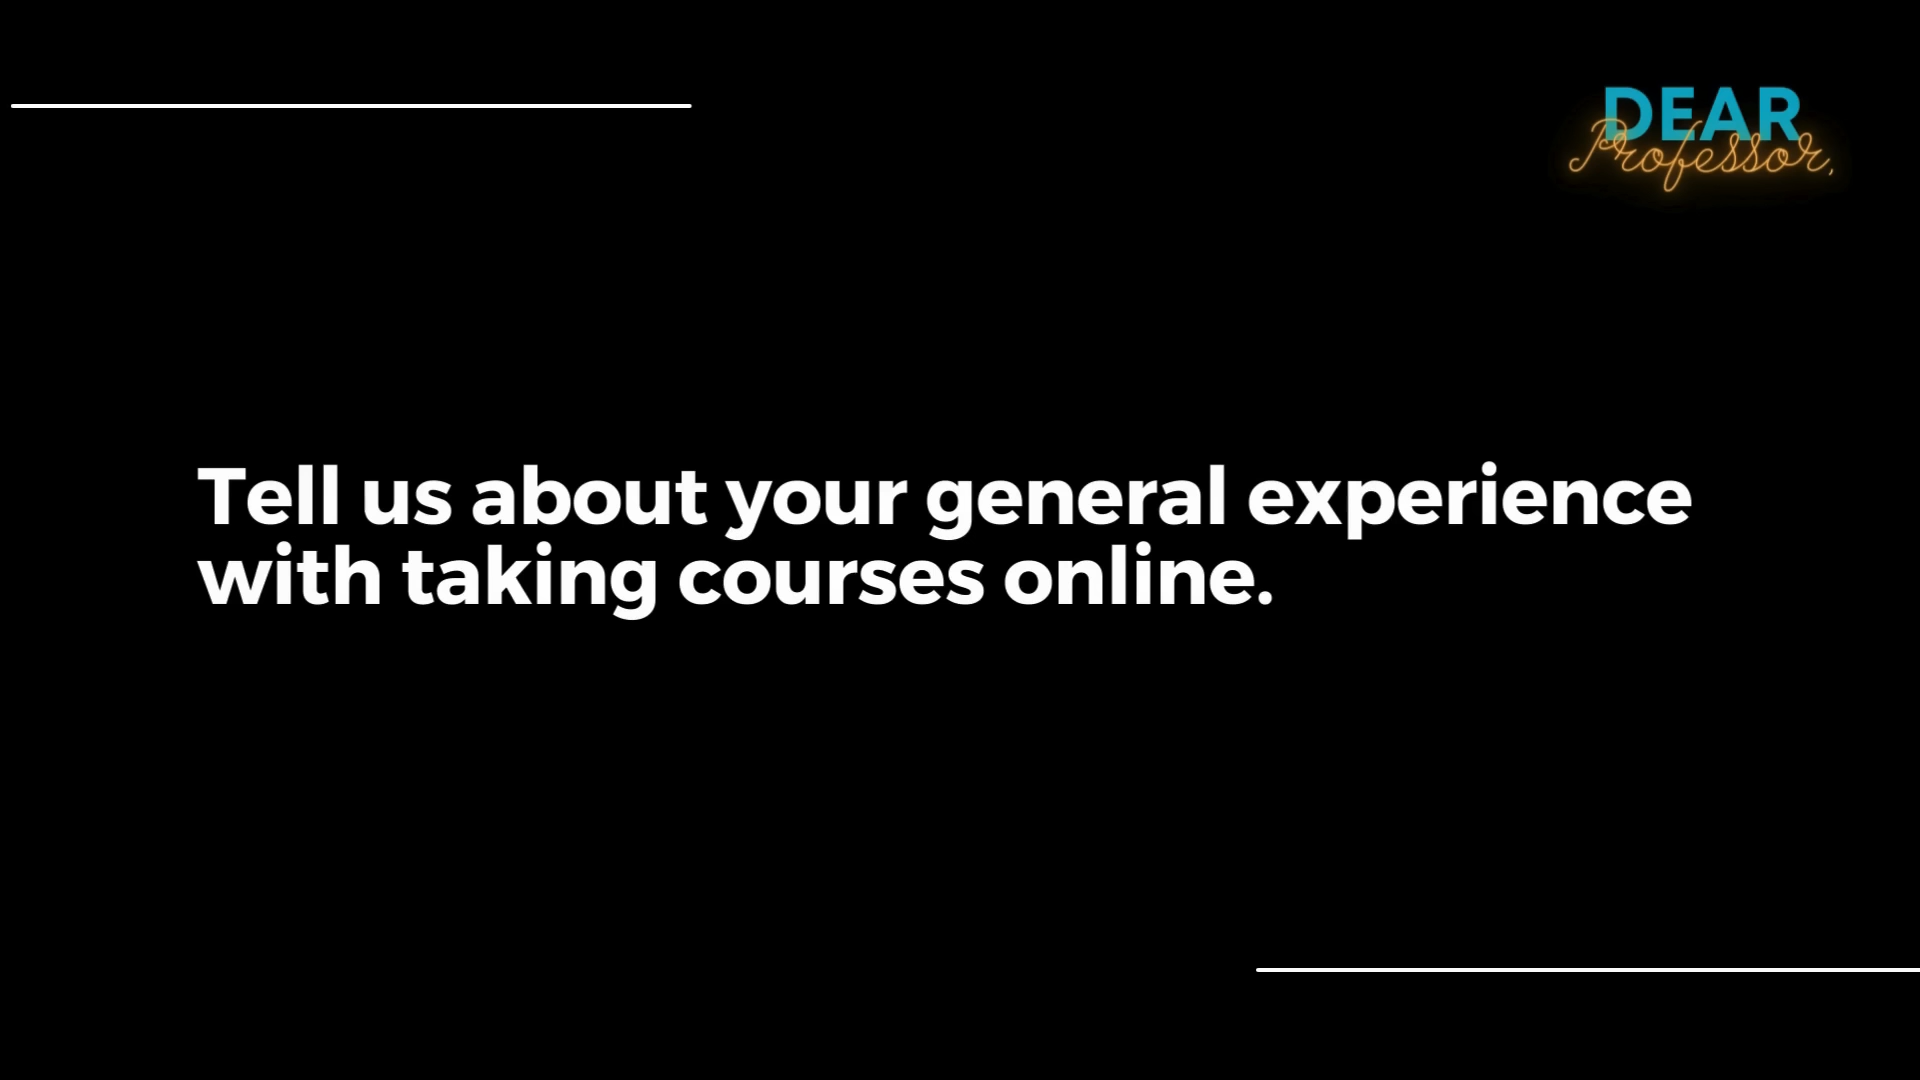 DEAR
Professor,
Tell us about your general experience
with taking courses online.